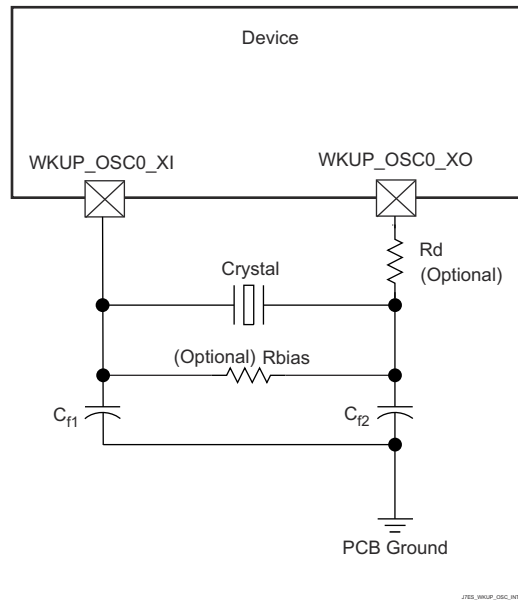 Device
WKUP_OSC0_XI
WKUP_OSC0_XO
Rd
(Optional)
Crystal
(Optional) Rbias
Cf1
Cf2
PCB Ground
J7ES_WKUP_OSC_INT